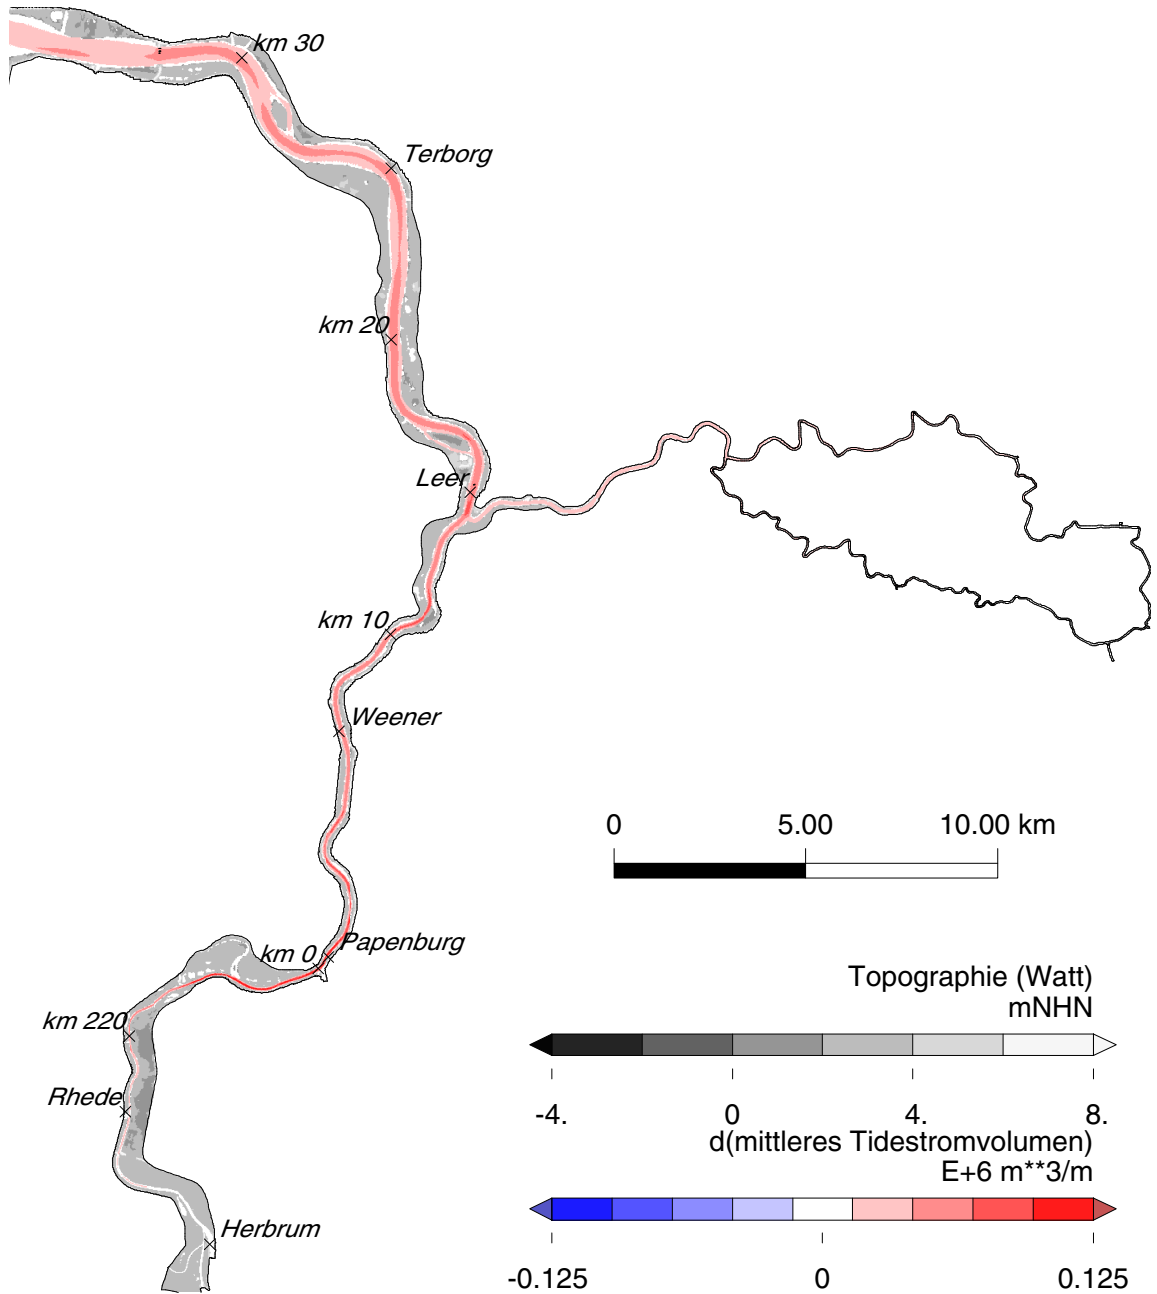 km 30
Terborg
km 20
Leer
km 10
Weener
0 5.00 10.00 km
Papenburg
km 0
Topographie (Watt)
mNHN
km 220
Rhede
-4. 0 4. 8.
d(mittleres Tidestromvolumen)
E+6 m**3/m
Herbrum
-0.125 0 0.125